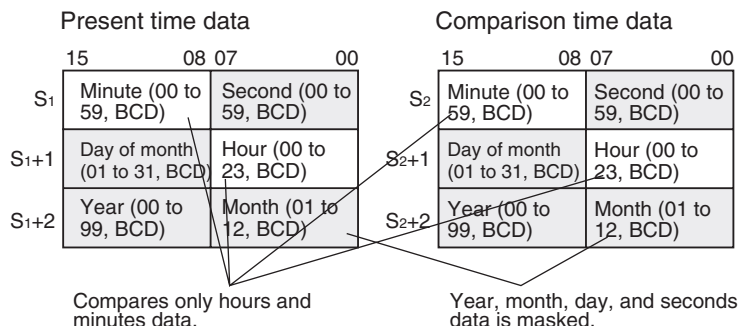 Present time data
Comparison time data
15 08 07 00
15 08 07 00
S1
Minute (00 to
59, BCD)
Second (00 to
59, BCD)
S2
Minute (00 to
59, BCD)
Second (00 to
59, BCD)
S1+1
Day of month
(01 to 31, BCD)
Hour (00 to
23, BCD)
S2+1
Day of month
(01 to 31, BCD)
Hour (00 to
23, BCD)
S1+2
Year (00 to
99, BCD)
Month (01 to
12, BCD)
S2+2
Year (00 to
99, BCD)
Month (01 to
12, BCD)
Compares only hours and
minutes data.
Year, month, day, and seconds
data is masked.